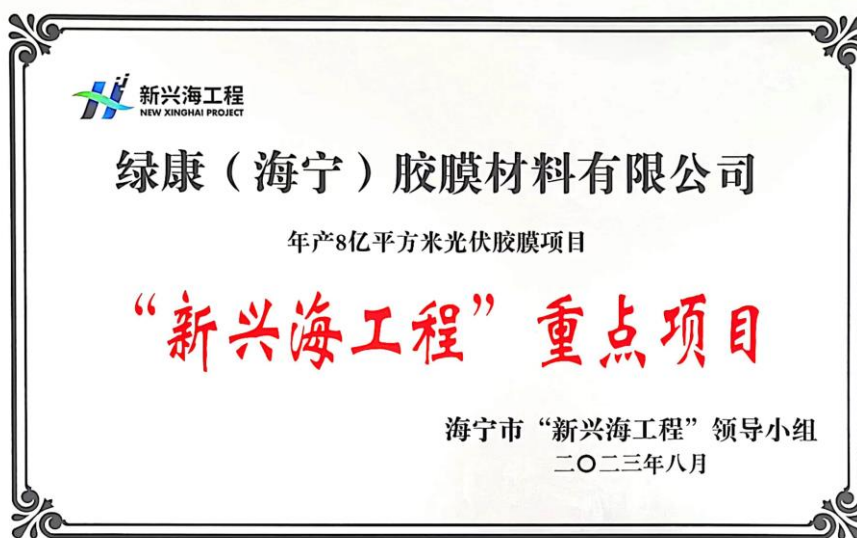 新兴海工程
NEW XINGHAI PROJECT
绿康（海宁）胶膜材料有限公司
年产8亿平方米光伏胶膜项目
“新兴海工程”重点项目
海宁市“新兴海工程”领导小组
二〇二三年八月